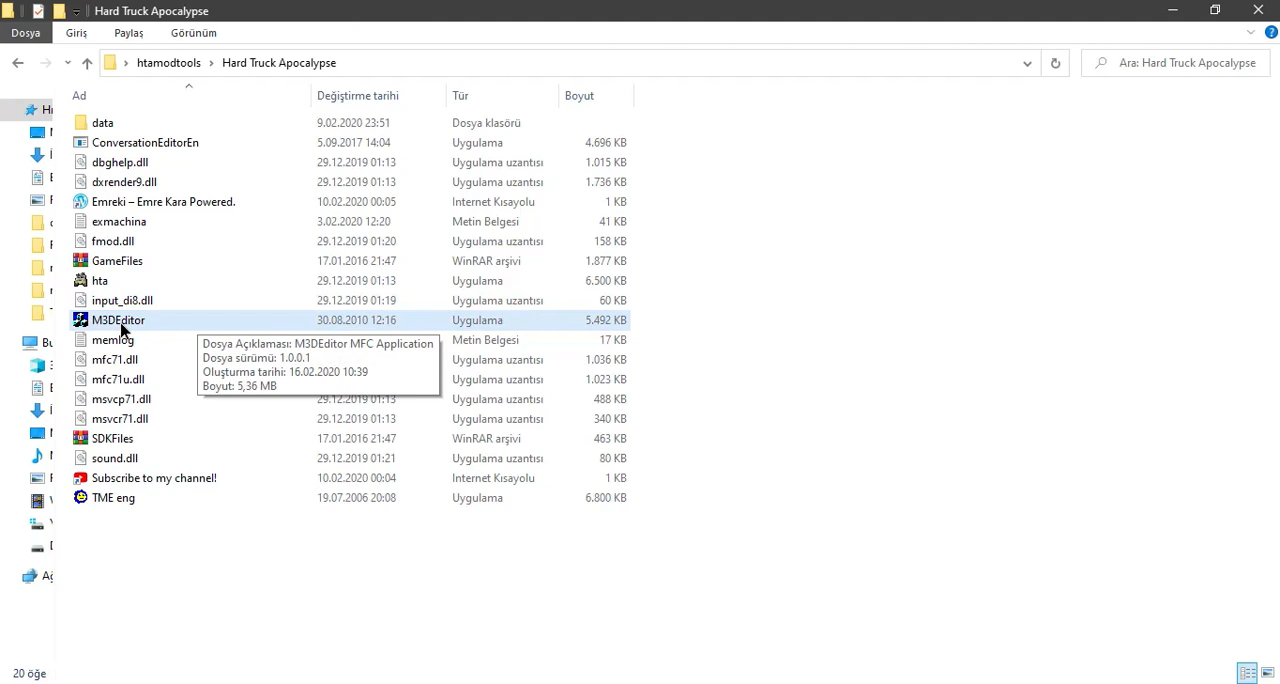 Hard Truck Apocalypse
Dosya Giriş Paylaş Görünüm
htamodtools Hard Truck Apocalypse Ara: Hard Truck Apocalypse
Ad Değiştirme tarihi Tür Boyut
data 9.02.2020 23:51 Dosya klasörü
ConversationEditorEn 5.09.2017 14:04 Uygulama 4.696 KB
dbghelp.dll 29.12.2019 01:13 Uygulama uzantısı 1.015 KB
dxrender9.dll 29.12.2019 01:13 Uygulama uzantısı 1.736 KB
Emreki – Emre Kara Powered. 10.02.2020 00:05 Internet Kısayolu 1 KB
exmachina 3.02.2020 12:20 Metin Belgesi 41 KB
fmod.dll 29.12.2019 01:20 Uygulama uzantısı 158 KB
GameFiles 17.01.2016 21:47 WinRAR arşivi 1.877 KB
hta 29.12.2019 01:13 Uygulama 6.500 KB
input_di8.dll 29.12.2019 01:19 Uygulama uzantısı 60 KB
M3DEditor 30.08.2010 12:16 Uygulama 5.492 KB
memlog Metin Belgesi 17 KB
Dosya Açıklaması: M3DEditor MFC Application
Dosya sürümü: 1.0.0.1
Oluşturma tarihi: 16.02.2020 10:39
Boyut: 5,36 MB
mfc71.dll Uygulama uzantısı 1.036 KB
mfc71u.dll Uygulama uzantısı 1.023 KB
msvcp71.dll 29.12.2019 01:13 Uygulama uzantısı 488 KB
msvcr71.dll 29.12.2019 01:13 Uygulama uzantısı 340 KB
SDKFiles 17.01.2016 21:47 WinRAR arşivi 463 KB
sound.dll 29.12.2019 01:21 Uygulama uzantısı 80 KB
Subscribe to my channel! 10.02.2020 00:04 Internet Kısayolu 1 KB
TME eng 19.07.2006 20:08 Uygulama 6.800 KB
20 öğe